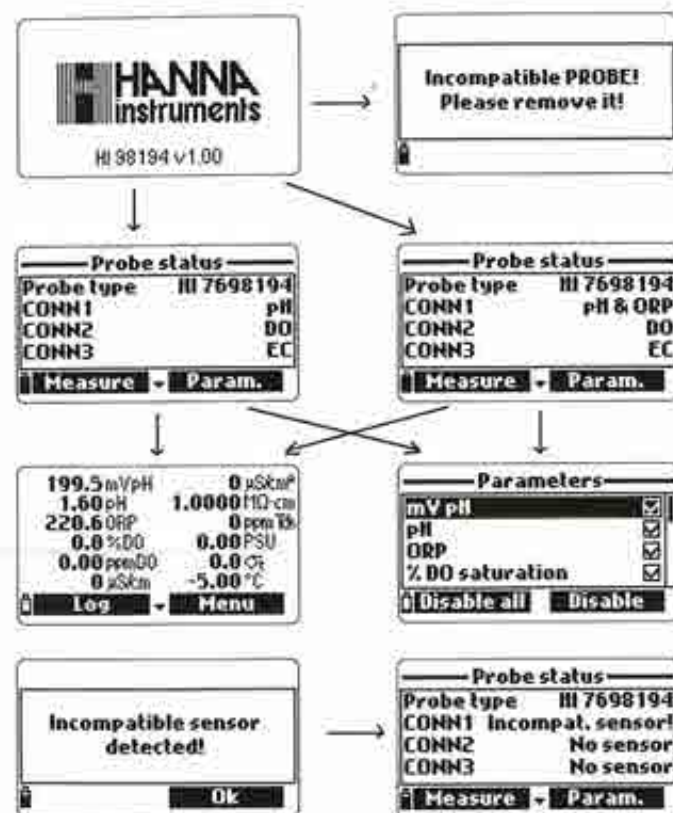 HANNA
instruments
HI 98194 v1.00
Incompatible PROBE!
Please remove it!
Probe status
Probe type HI 7698194
CONN1 pH
CONN2 DO
CONN3 EC
Measure Param.
Probe status
Probe type HI 7698194
CONN1 pH & ORP
CONN2 DO
CONN3 EC
Measure Param.
199.5 mVpH 0 µS/cmᴬ
1.60 pH 1.0000 MΩ-cm
220.6 ORP 0 ppm Tds
0.0 %DO 0.00 PSU
0.00 ppmDO 0.0 σt
0 µS/cm -5.00 °C
Log Menu
Parameters
mV pH
pH
ORP
% DO saturation
Disable all Disable
Incompatible sensor
detected!
Ok
Probe status
Probe type HI 7698194
CONN1 Incompat. sensor!
CONN2 No sensor
CONN3 No sensor
Measure Param.